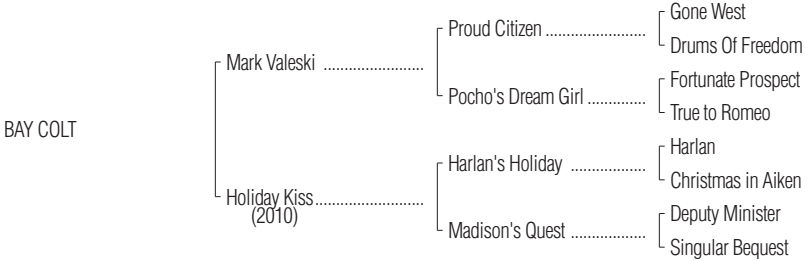 Gone West
Proud Citizen ........................
Drums Of Freedom
Mark Valeski ........................
Fortunate Prospect
Pocho's Dream Girl ..............
True to Romeo
BAY COLT
Harlan
Harlan's Holiday ..................
Christmas in Aiken
Holiday Kiss..........................
(2010)
Deputy Minister
Madison's Quest ..................
Singular Bequest